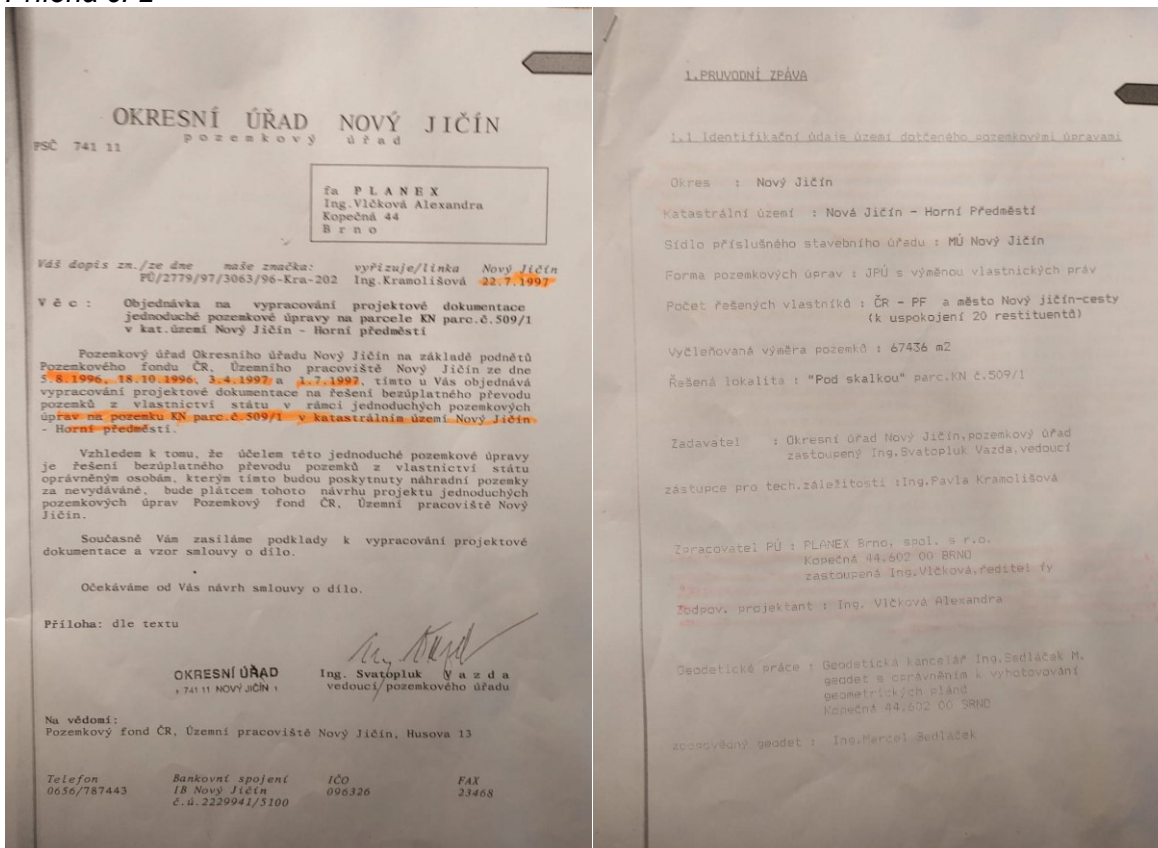 Příloha č. 2
OKRESNÍ ÚŘAD NOVÝ JIČÍN
pozemkový úřad
PSČ 741 11
fa PLANEX
Ing.Vlčková Alexandra
Kopečná 44
Brno
Váš dopis zn./ze dne naše značka: vyřizuje/linka Nový Jičín
PÚ/2779/97/3063/96-Kra-202 Ing.Kramolišová 22.7.1997
Věc: Objednávka na vypracování projektové dokumentace
jednoduché pozemkové úpravy na parcele KN parc.č.509/1
v kat.území Nový Jičín - Horní předměstí
Pozemkový úřad Okresního úřadu Nový Jičín na základě podnětů
Pozemkového fondu ČR, Územního pracoviště Nový Jičín ze dne
5.8.1996, 18.10.1996, 3.4.1997 a 1.7.1997, tímto u Vás objednává
vypracování projektové dokumentace na řešení bezúplatného převodu
pozemků z vlastnictví státu v rámci jednoduchých pozemkových
úprav na pozemku KN parc.č.509/1 v katastrálním území Nový Jičín
- Horní předměstí.
Vzhledem k tomu, že účelem této jednoduché pozemkové úpravy
je řešení bezúplatného převodu pozemků z vlastnictví státu
oprávněným osobám, kterým tímto budou poskytnuty náhradní pozemky
za nevydáváné, bude plátcem tohoto návrhu projektu jednoduchých
pozemkových úprav Pozemkový fond ČR, Územní pracoviště Nový
Jičín.
Současně Vám zasíláme podklady k vypracování projektové
dokumentace a vzor smlouvy o dílo.
Očekáváme od Vás návrh smlouvy o dílo.
Příloha: dle textu
OKRESNÍ ÚŘAD
741 11 NOVÝ JIČÍN
Ing. Svatopluk Vazda
vedoucí pozemkového úřadu
Na vědomí:
Pozemkový fond ČR, Územní pracoviště Nový Jičín, Husova 13
Telefon Bankovní spojení IČO FAX
0656/787443 IB Nový Jičín 096326 23468
č.ú.2229941/5100
1.PRUVODNÍ ZPÁVA
1.1 Identifikační údaje území dotčeného pozemkovými úpravami
Okres : Nový Jičín
Katastrální území : Nová Jičín - Horní Předměstí
Sídlo příslušného stavebního úřadu : MÚ Nový Jičín
Forma pozemkových úprav : JPÚ s výměnou vlastnických práv
Počet řešených vlastníků : ČR - PF a město Nový jičín-cesty
(k uspokojení 20 restituentů)
Vyčleňovaná výměra pozemků : 67436 m2
Řešená lokalita : "Pod skalkou" parc.KN č.509/1
Zadavatel : Okresní úřad Nový Jičín,pozemkový úřad
zastoupený Ing.Svatopluk Vazda,vedoucí
zástupce pro tech.záležitostí :Ing.Pavla Kramolišová
Zpracovatel PÚ : PLANEX Brno, spol. s r.o.
Kopečná 44,602 00 BRNO
zastoupená Ing.Vlčková,ředitel fy
Zodpov. projektant : Ing. Vlčková Alexandra
Geodetické práce : Geodetická kancelář Ing.Sedláček M.
geodet s oprávněním k vyhotovování
geometrických plánů
Kopečná 44,602 00 BRNO
zodpovědný geodet : Ing.Marcel Sedláček